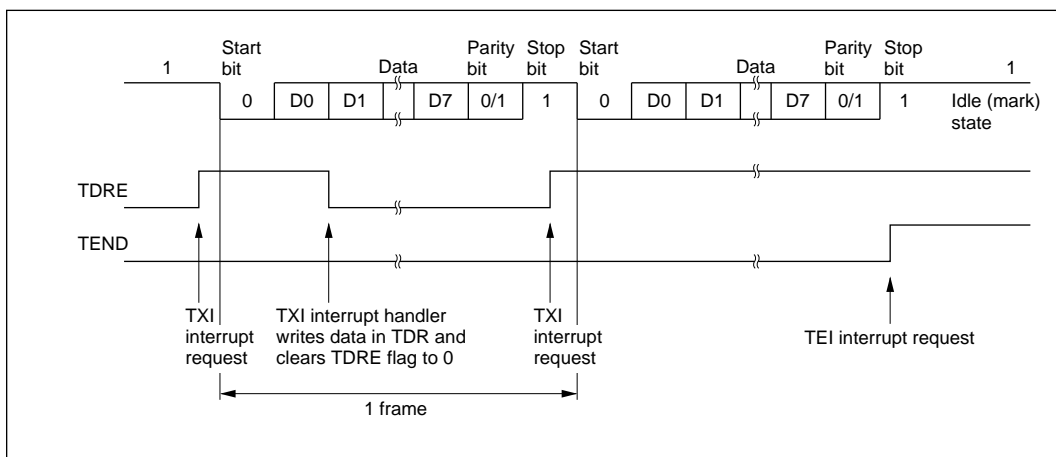 1 Start bit Data Parity bit Stop bit Start bit Data Parity bit Stop bit 1
0 D0 D1 D7 0/1 1 0 D0 D1 D7 0/1 1 Idle (mark) state
TDRE
TEND
TXI interrupt request
TXI interrupt handler
writes data in TDR and
clears TDRE flag to 0
TXI interrupt request
TEI interrupt request
1 frame